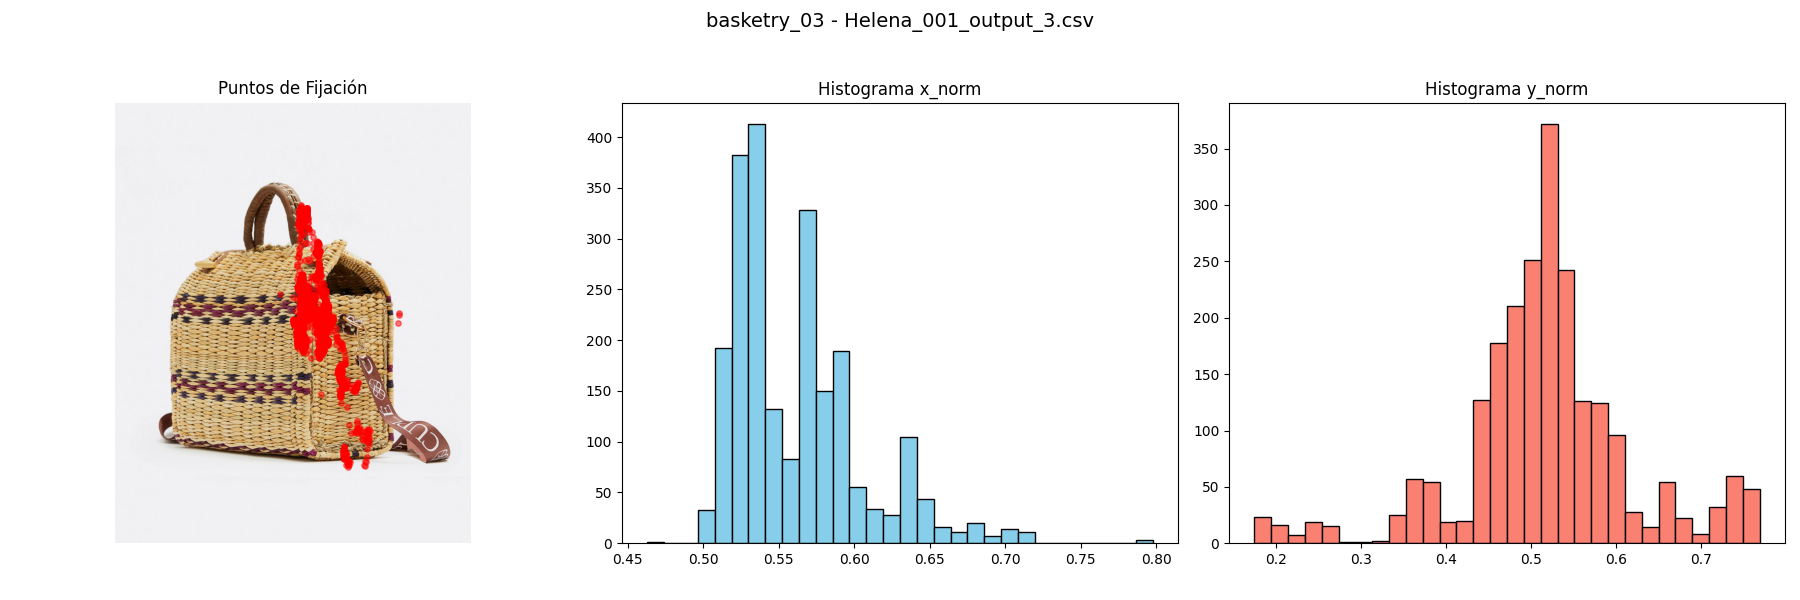 basketry_03 - Helena_001_output_3.csv
Puntos de Fijación
Histograma x_norm
400
350
300
250
200
150
100
50
0
0.45 0.50 0.55 0.60 0.65 0.70 0.75 0.80
Histograma y_norm
350
300
250
200
150
100
50
0
0.2 0.3 0.4 0.5 0.6 0.7